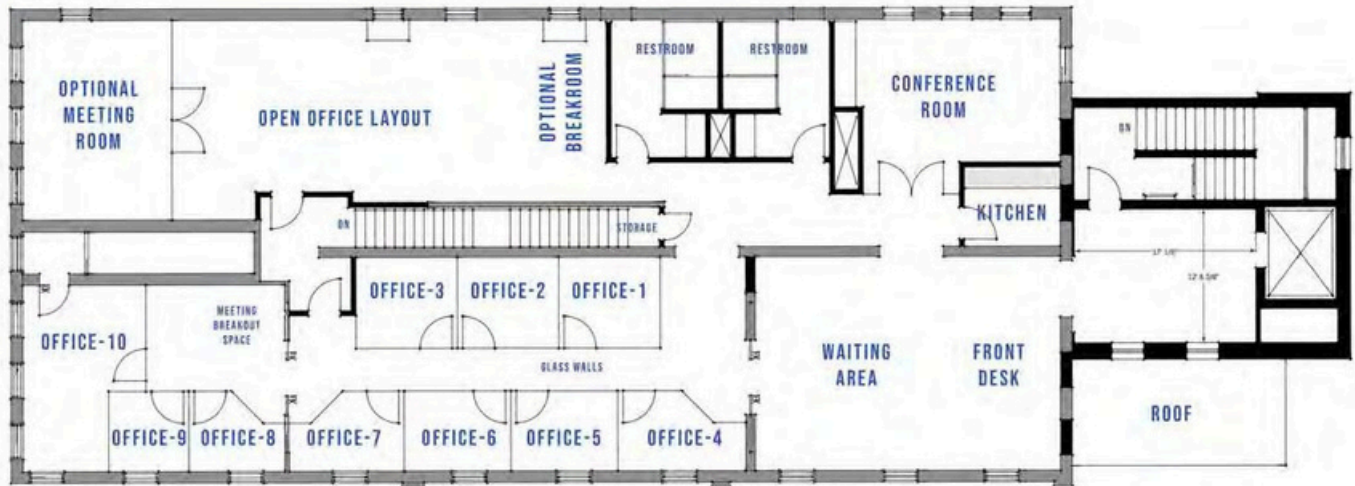 RESTROOM
RESTROOM
OPTIONAL
MEETING
ROOM
OPEN OFFICE LAYOUT
OPTIONAL
BREAKROOM
CONFERENCE
ROOM
DN
KITCHEN
DN
STORAGE
OFFICE-3
OFFICE-2
OFFICE-1
OFFICE-10
MEETING
BREAKOUT
SPACE
GLASS WALLS
WAITING
AREA
FRONT
DESK
ROOF
OFFICE-9
OFFICE-8
OFFICE-7
OFFICE-6
OFFICE-5
OFFICE-4